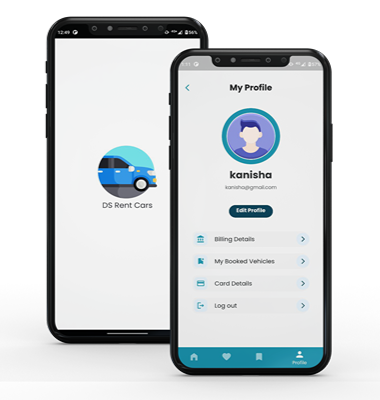 12:49
56%
DS Rent Cars
My Profile
kanisha
kanisha@gmail.com
Edit Profile
Billing Details
My Booked Vehicles
Card Details
Log out
Profile